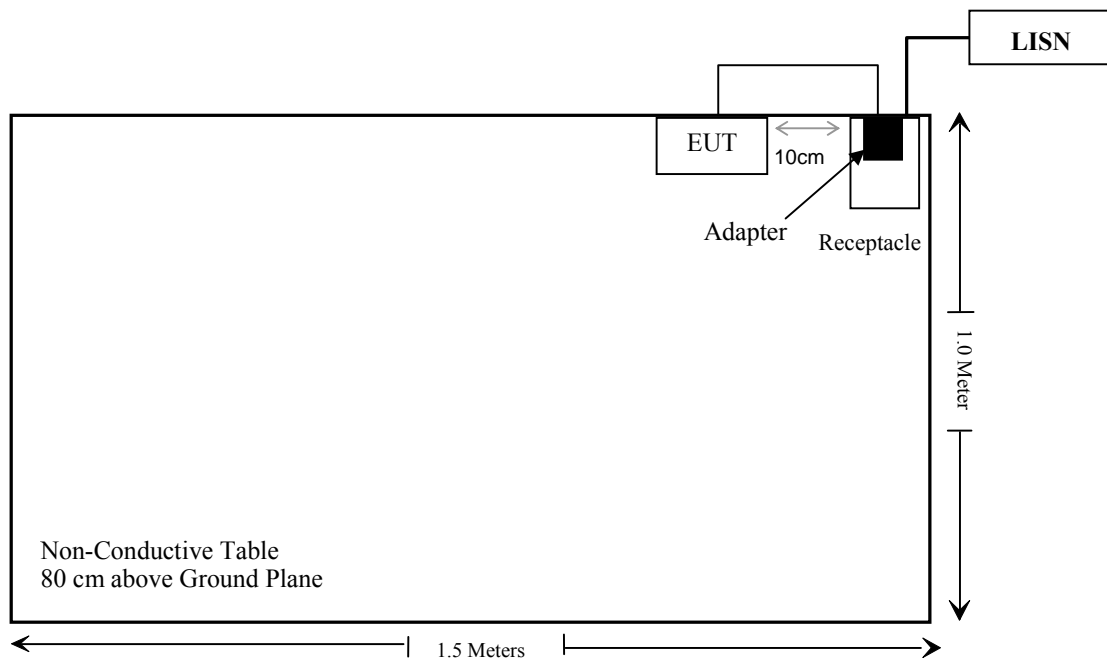 LISN
EUT
10cm
Adapter
Receptacle
1.0 Meter
Non-Conductive Table
80 cm above Ground Plane
1.5 Meters